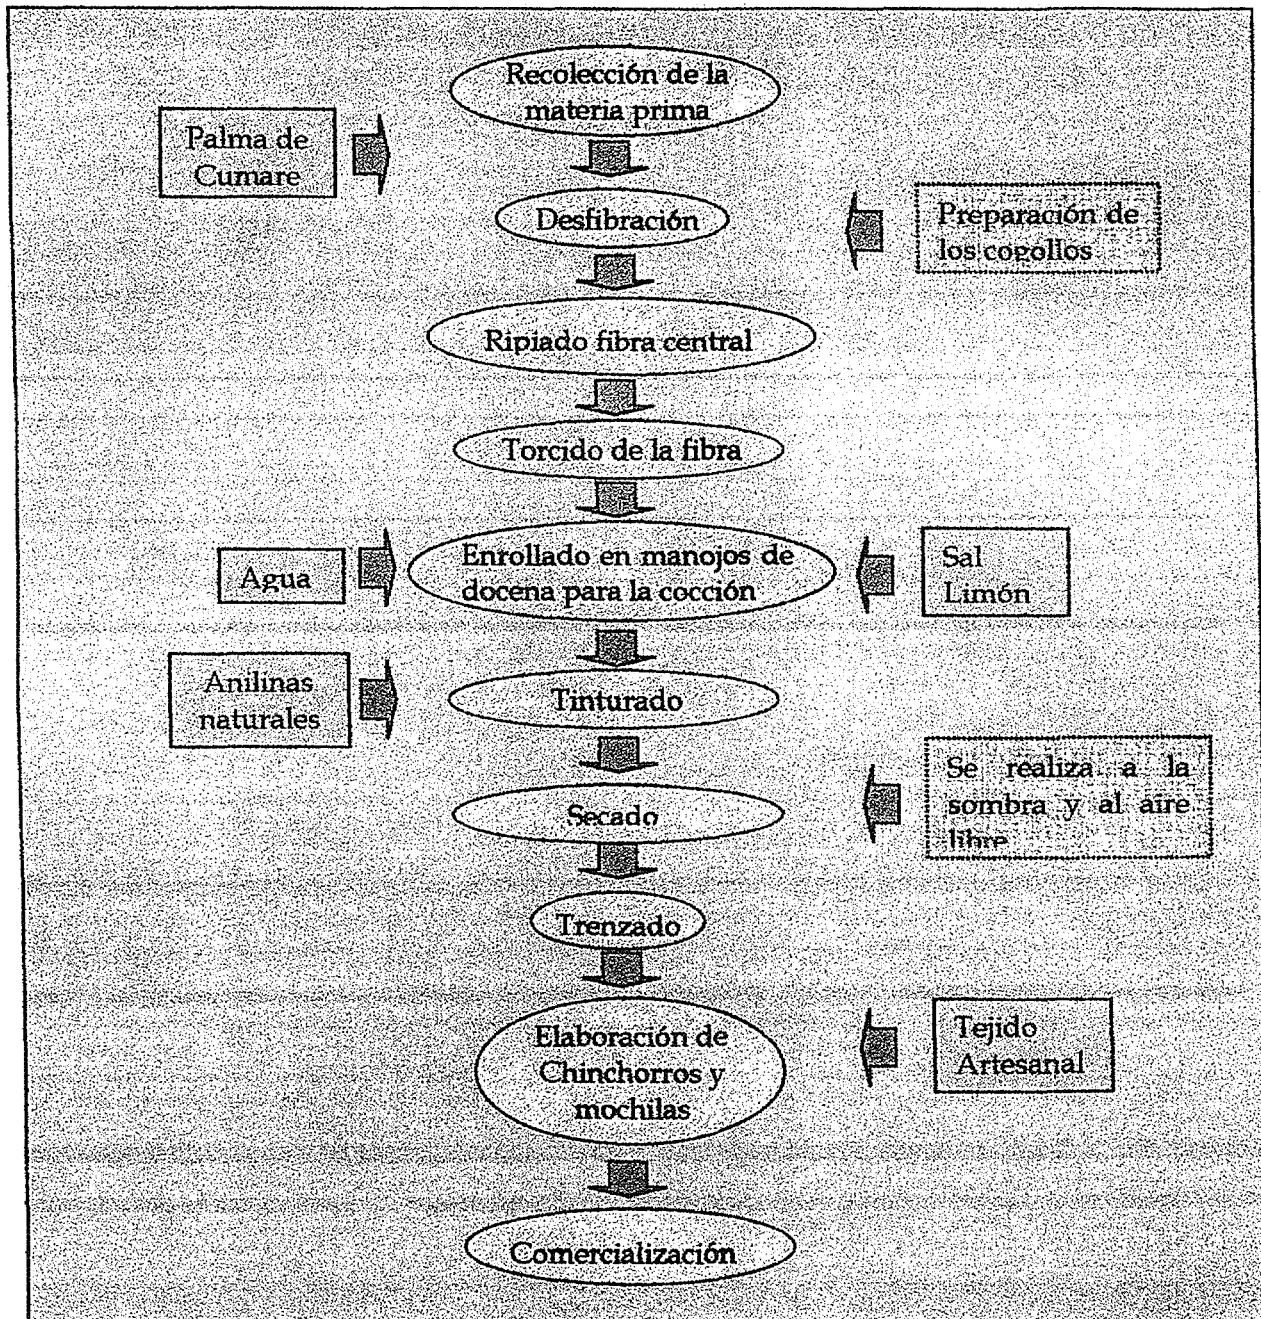 Recolección de la
materia prima
Palma de
Cumare
Desfibración
Preparación de
los cogollos
Ripiado fibra central
Torcido de la fibra
Agua
Enrollado en manojos de
docena para la cocción
Sal
Limón
Anilinas
naturales
Tinturado
Se realiza a la
sombra y al aire
libre
Secado
Trenzado
Elaboración de
Chinchorros y
mochilas
Tejido
Artesanal
Comercialización